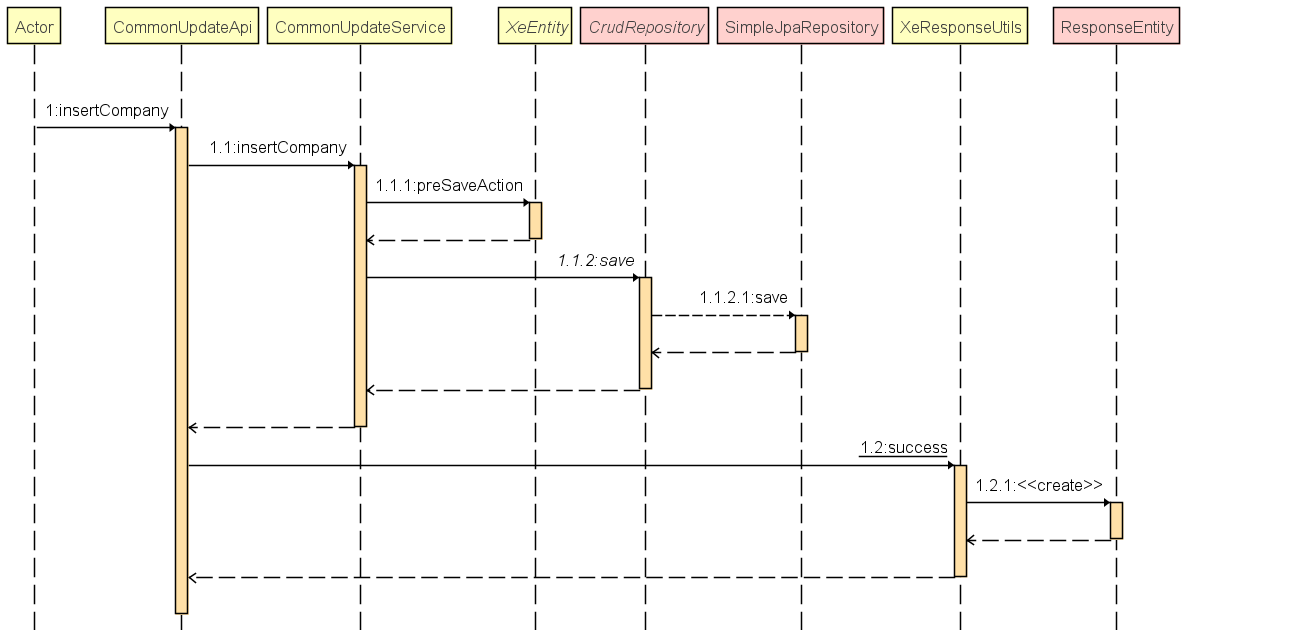 Actor
CommonUpdateApi
CommonUpdateService
XeEntity
CrudRepository
SimpleJpaRepository
XeResponseUtils
ResponseEntity
1:insertCompany
1.1:insertCompany
1.1.1:preSaveAction
1.1.2:save
1.1.2.1:save
1.2:success
1.2.1:<<create>>